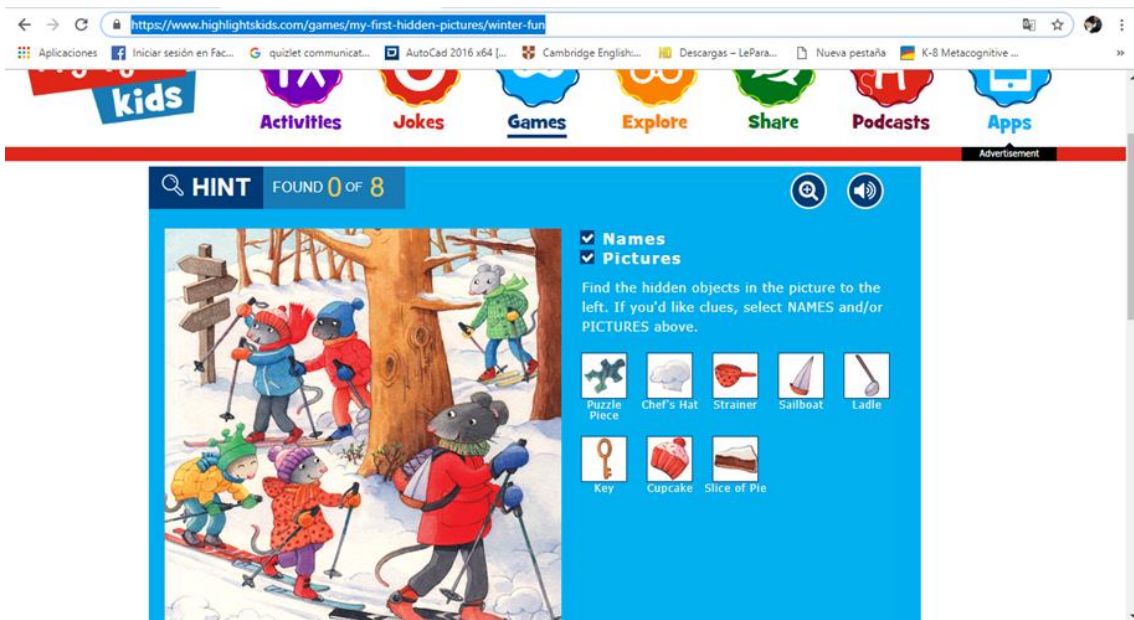 https://www.highlightskids.com/games/my-first-hidden-pictures/winter-fun
Aplicaciones Iniciar sesión en Fac... quizlet communicat... AutoCad 2016 x64 [... Cambridge English:... Descargas – LePara... Nueva pestaña K-8 Metacognitive ... »
kids
Activities Jokes Games Explore Share Podcasts Apps
Advertisement
HINT FOUND 0 OF 8
Names
Pictures
Find the hidden objects in the picture to the
left. If you'd like clues, select NAMES and/or
PICTURES above.
Puzzle Piece Chef's Hat Strainer Sailboat Ladle
Key Cupcake Slice of Pie